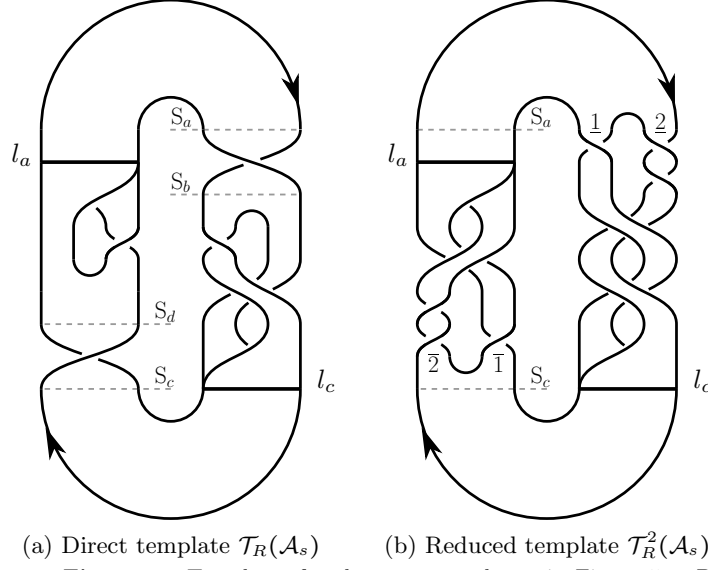 S_a S_a
1 2
l_a l_a
S_b
S_d
2 1
S_c S_c
l_c l_c
(a) Direct template 𝒯_R(𝒜_s) (b) Reduced template 𝒯_R^2(𝒜_s)